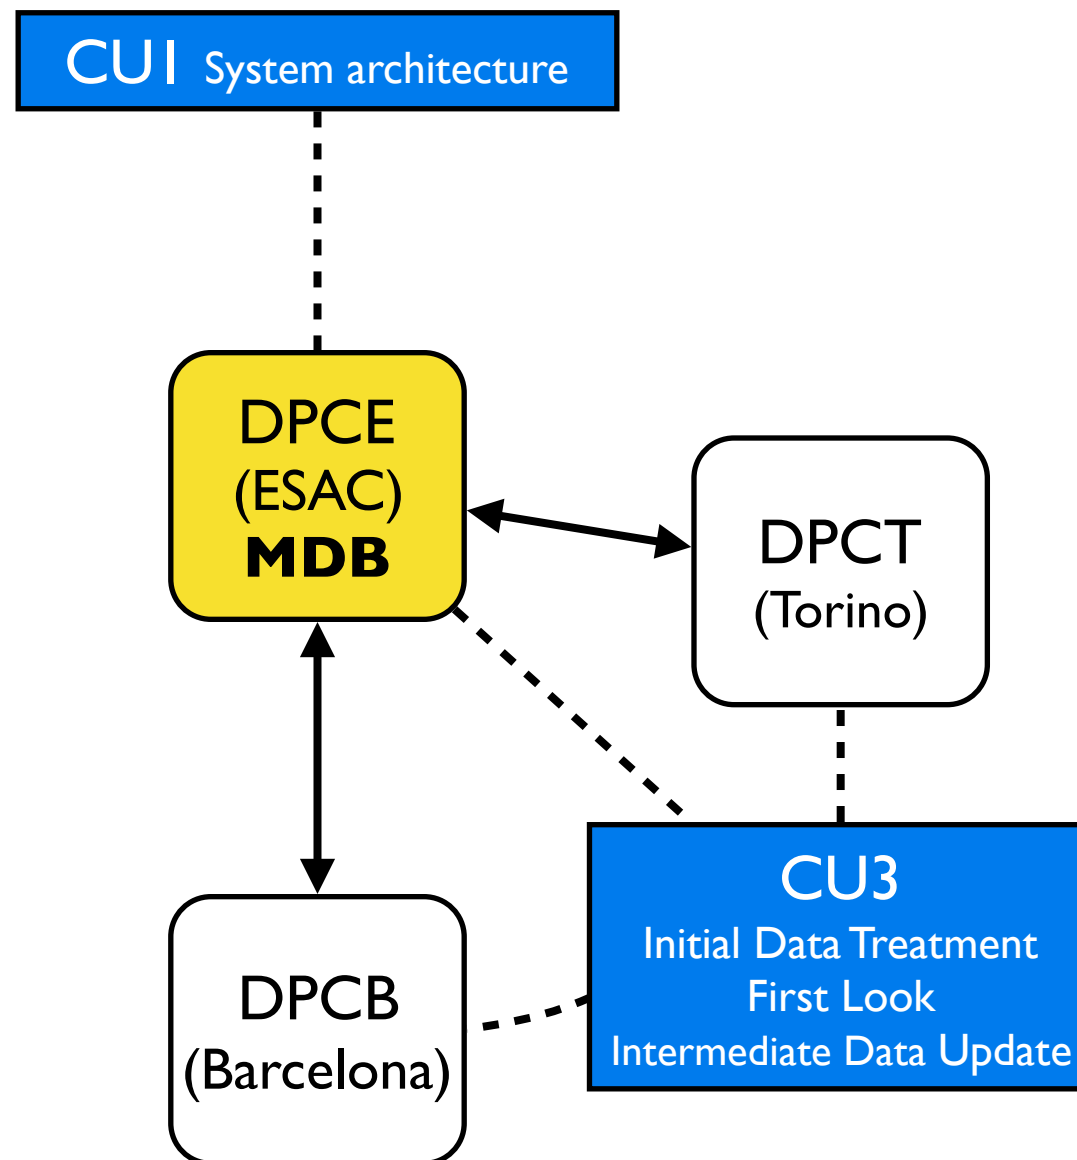 CU1 System architecture
DPCE
(ESAC)
MDB
DPCT
(Torino)
CU3
Initial Data Treatment
First Look
Intermediate Data Update
DPCB
(Barcelona)